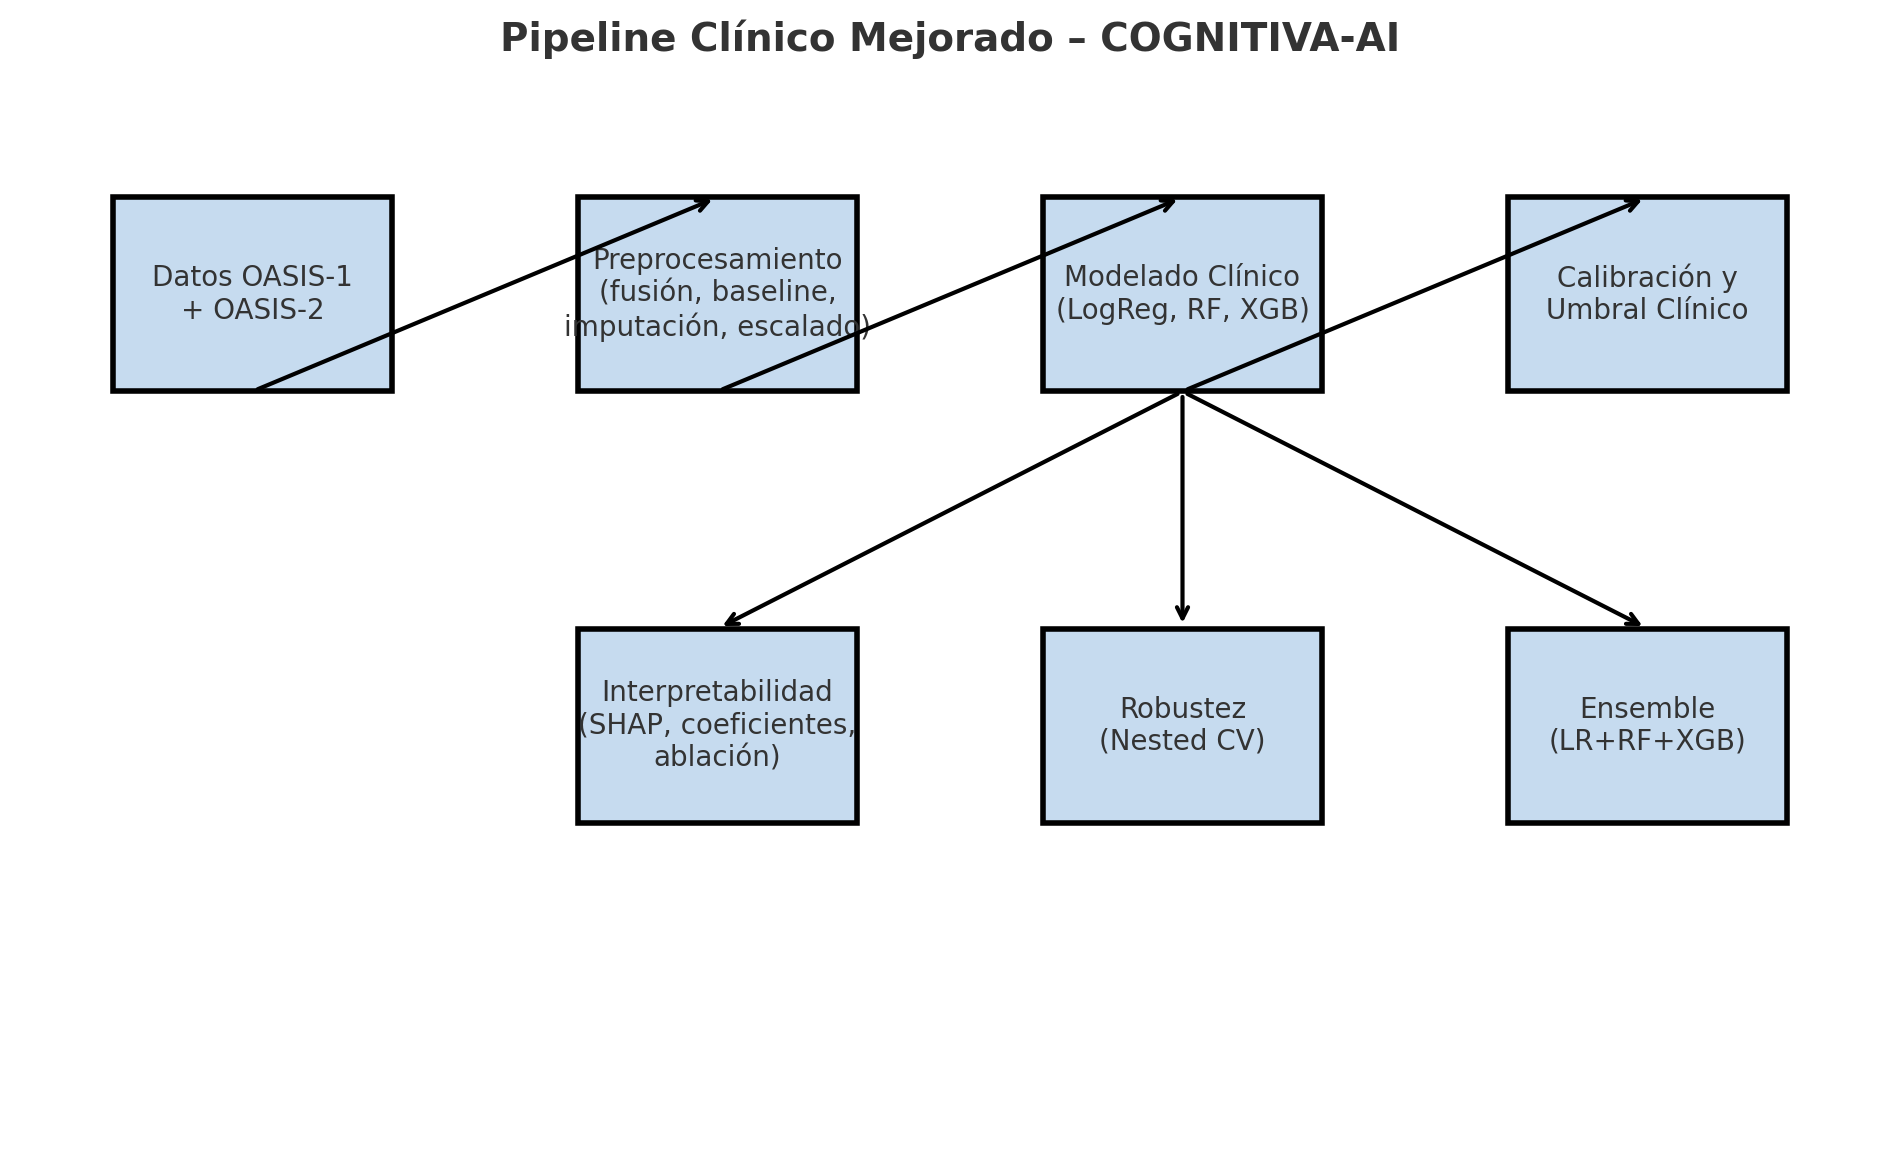 Pipeline Clínico Mejorado – COGNITIVA-AI
Datos OASIS-1
+ OASIS-2
Preprocesamiento
(fusión, baseline,
imputación, escalado)
Modelado Clínico
(LogReg, RF, XGB)
Calibración y
Umbral Clínico
Interpretabilidad
(SHAP, coeficientes,
ablación)
Robustez
(Nested CV)
Ensemble
(LR+RF+XGB)